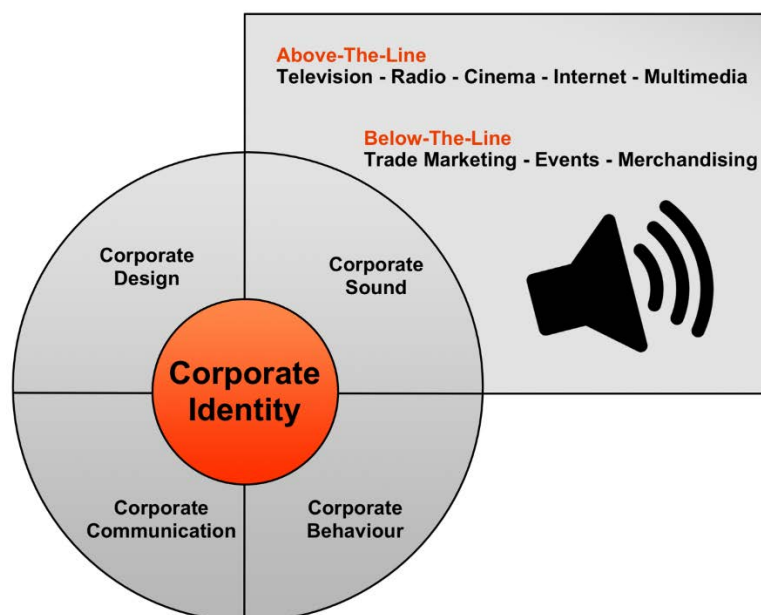 Above-The-Line
Television - Radio - Cinema - Internet - Multimedia
Below-The-Line
Trade Marketing - Events - Merchandising
Corporate
Design
Corporate
Sound
Corporate
Identity
Corporate
Communication
Corporate
Behaviour